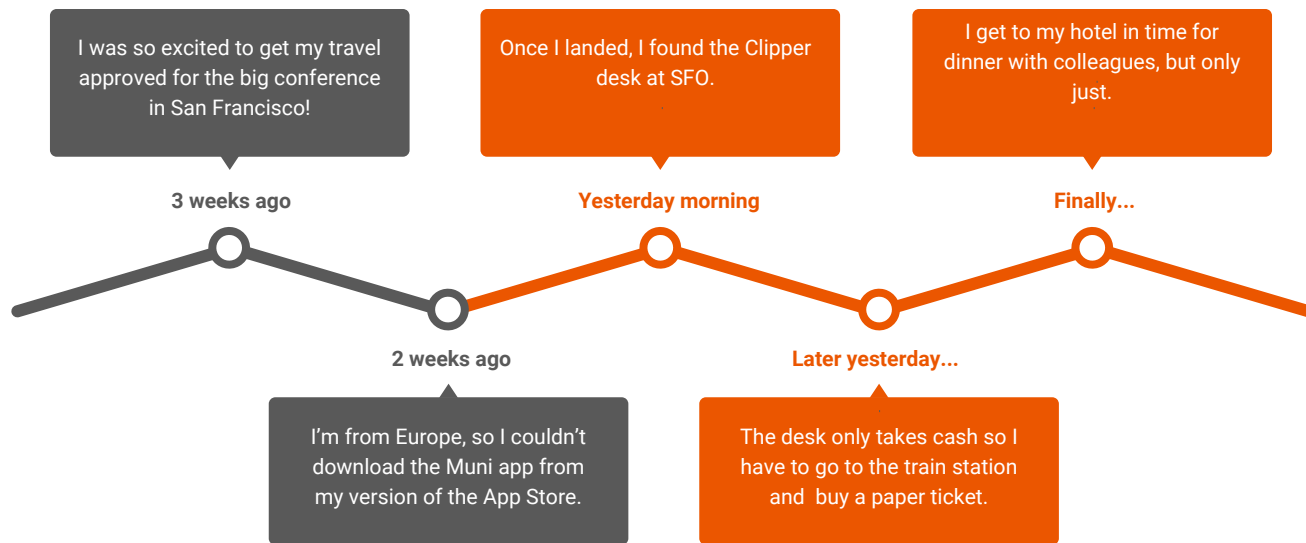 I was so excited to get my travel
approved for the big conference
in San Francisco!
3 weeks ago
2 weeks ago
I'm from Europe, so I couldn't
download the Muni app from
my version of the App Store.
Once I landed, I found the Clipper
desk at SFO.
Yesterday morning
Later yesterday...
The desk only takes cash so I
have to go to the train station
and  buy a paper ticket.
I get to my hotel in time for
dinner with colleagues, but only
just.
Finally...